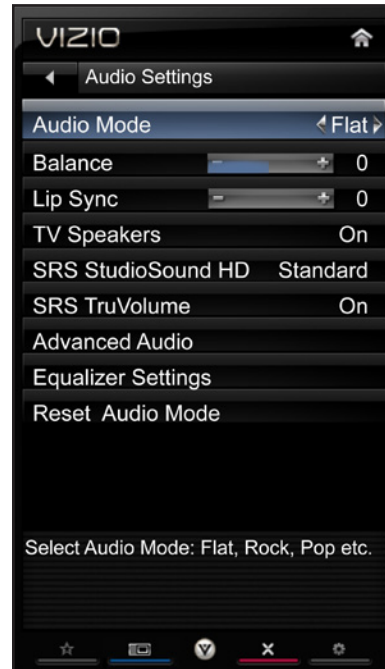 VIZIO
Audio Settings
Audio Mode Flat
Balance - + 0
Lip Sync - + 0
TV Speakers On
SRS StudioSound HD Standard
SRS TruVolume On
Advanced Audio
Equalizer Settings
Reset Audio Mode
Select Audio Mode: Flat, Rock, Pop etc.
V